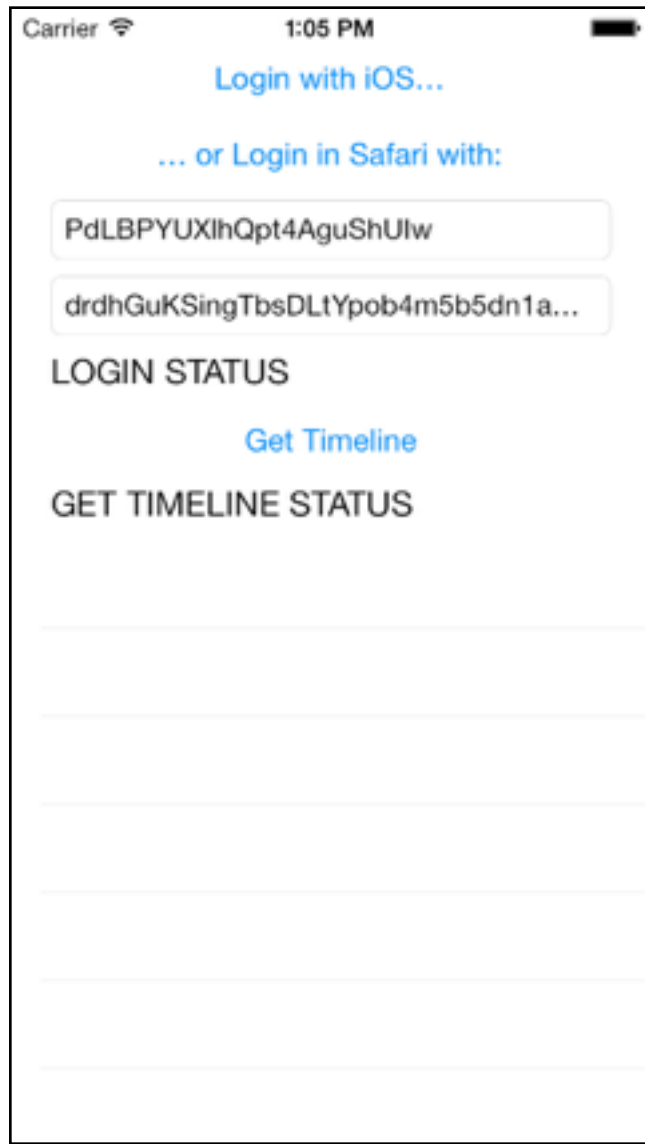 Carrier 1:05 PM
Login with iOS...
... or Login in Safari with:
PdLBPYUXlhQpt4AguShUlw
drdhGuKSingTbsDLtYpob4m5b5dn1a...
LOGIN STATUS
Get Timeline
GET TIMELINE STATUS